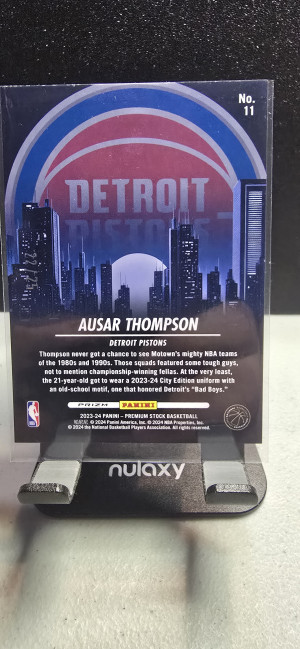 No.
11
DETROIT
PISTONS
AUSAR THOMPSON
DETROIT PISTONS
Thompson never got a chance to see Motown's mighty NBA teams
of the 1980s and 1990s. Those squads featured some tough guys,
not to mention championship-winning fellas. At the very least,
the 21-year-old got to wear a 2023-24 City Edition uniform with
an old-school motif, one that honored Detroit's "Bad Boys."
PRIZM PANINI
2023-24 PANINI – PREMIUM STOCK BASKETBALL
© 2024 Panini America, Inc. © 2024 NBA Properties, Inc.
© 2024 the National Basketball Players Association. All rights reserved.
nulaxy